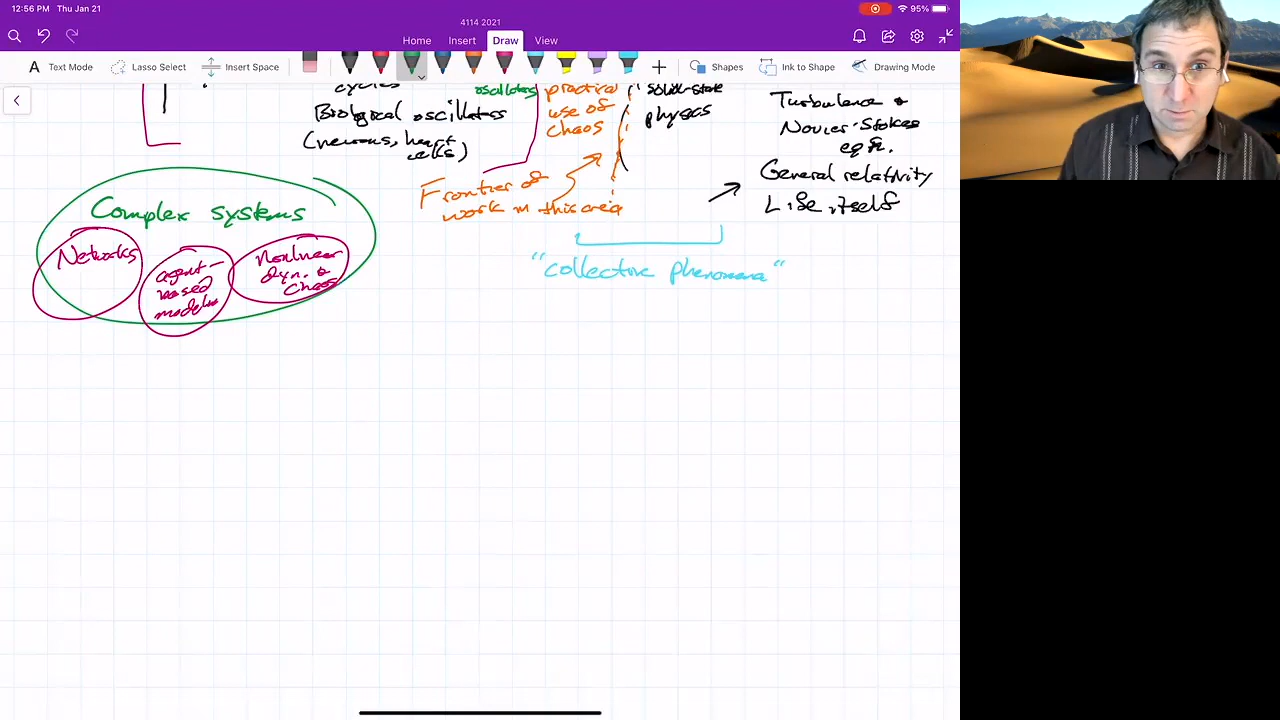 12:56 PM Thu Jan 21
95%
4114 2021
Home
Insert
Draw
View
Text Mode
Lasso Select
Insert Space
Shapes
Ink to Shape
Drawing Mode
cycles
Biological oscillators
(neurons, heart
cells)
oscillators
practical
use of
chaos
solid-state
physics
Turbulence &
Navier-Stokes
eqn.
General relativity
Life itself
Frontier of
work in this area
"collective phenomena"
Complex systems
Networks
agent-
based
models
Nonlinear
dyn. &
Chaos